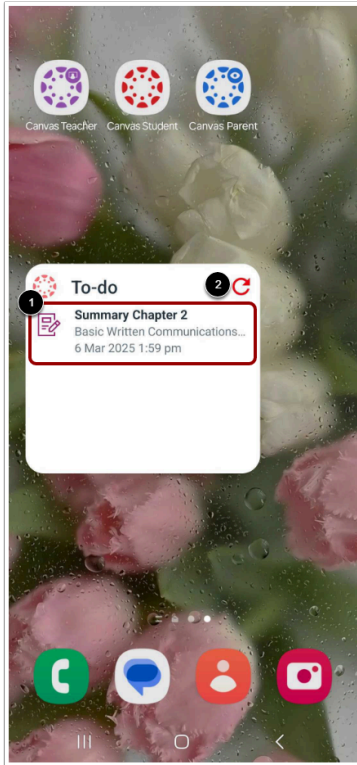 Canvas Teacher Canvas Student Canvas Parent
To-do
2
1
Summary Chapter 2
Basic Written Communications...
6 Mar 2025 1:59 pm